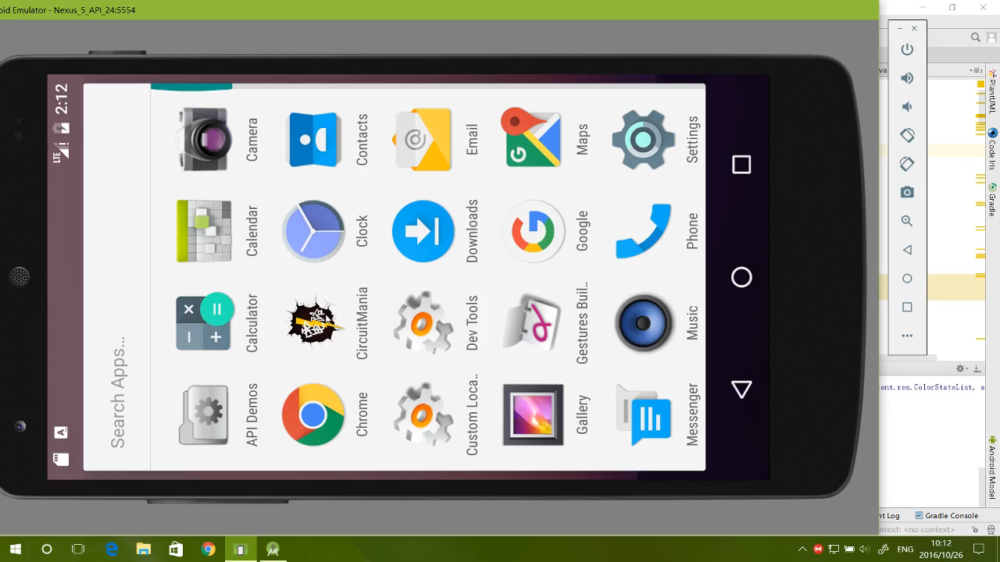 oid Emulator - Nexus_5_API_24:5554
2:12
LTE
Search Apps...
API Demos
Calculator
Calendar
Camera
Chrome
CircuitMania
Clock
Contacts
Custom Loca..
Dev Tools
Downloads
Email
Gallery
Gestures Buil..
Google
Maps
Messenger
Music
Phone
Settings
PlantUML
Code Iris
Gradle
Android Model
ent.res.ColorStateList, a
nt Log
Gradle Console
ntext: <no context>
ENG
10:12
2016/10/26